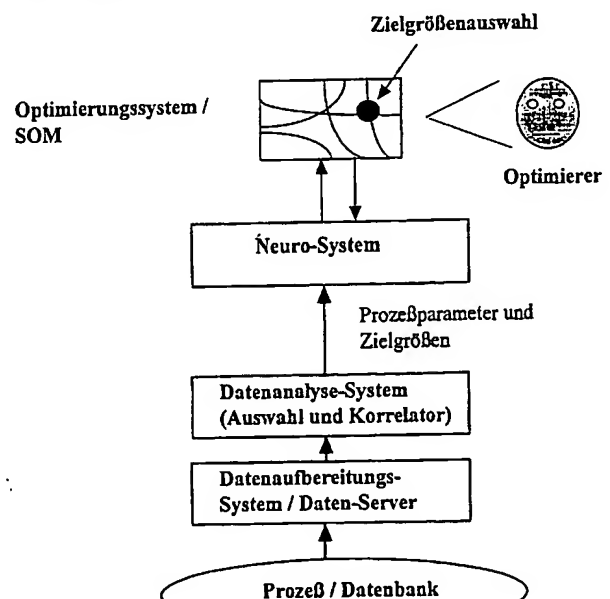 Zielgrößenauswahl
Optimierungssystem /
SOM
Optimierer
Neuro-System
Prozeßparameter und
Zielgrößen
Datenanalyse-System
(Auswahl und Korrelator)
Datenaufbereitungs-
System / Daten-Server
Prozeß / Datenbank